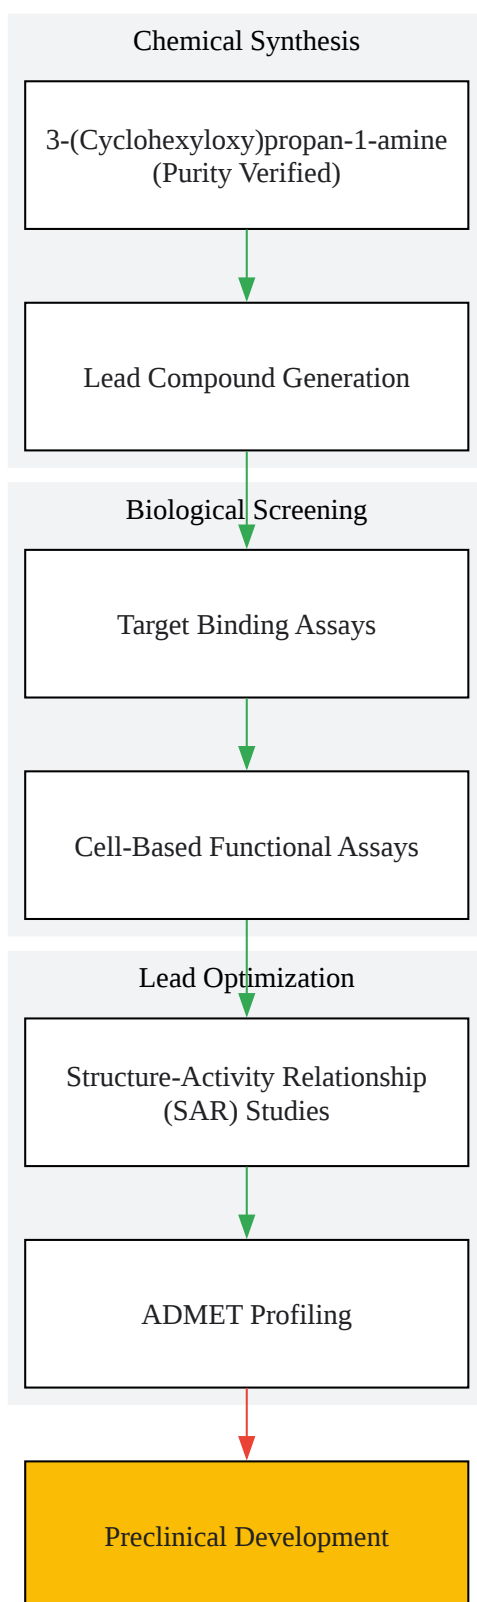 Chemical Synthesis
3-(Cyclohexyloxy)propan-1-amine
(Purity Verified)
Lead Compound Generation
Biological Screening
Target Binding Assays
Cell-Based Functional Assays
Lead Optimization
Structure-Activity Relationship
(SAR) Studies
ADMET Profiling
Preclinical Development